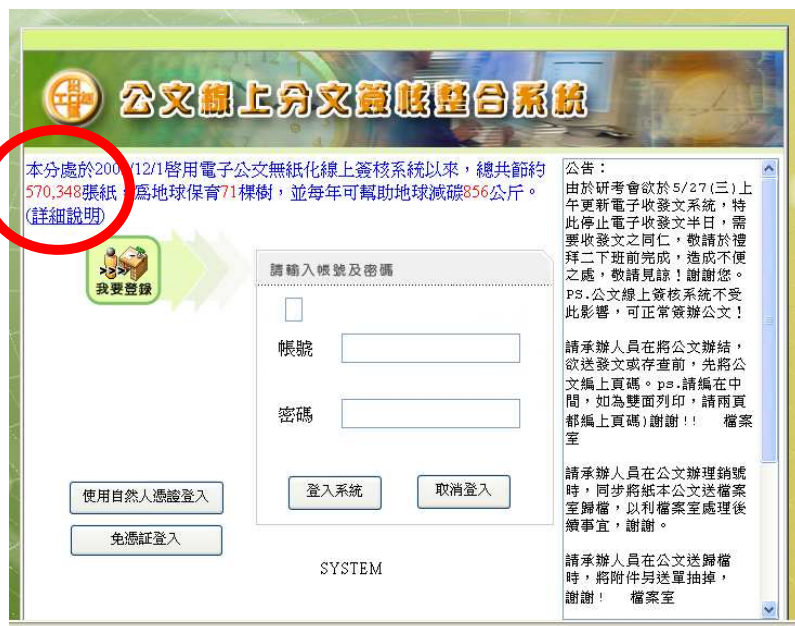 公文線上分文簽核整合系統
本分處於200/12/1啓用電子公文無紙化線上簽核系統以來，總共節約
570,348張紙，為地球保育71棵樹，並每年可幫助地球減碳856公斤。
(詳細說明)
我要登錄
請輸入帳號及密碼
帳號
密碼
登入系統
取消登入
使用自然人憑證登入
免憑証登入
SYSTEM
公告：
由於研考會欲於5/27(三)上
午更新電子收發文系統，特
此停止電子收發文半日，需
要收發文之同仁，敬請於禮
拜二下班前完成，造成不便
之處，敬請見諒！謝謝您。
PS.公文線上簽核系統不受
此影響，可正常簽辦公文！
請承辦人員在將公文辦結，
欲送發文或存查前，先將公
文編上頁碼。ps.請編在中
間，如為雙面列印，請兩頁
都編上頁碼)謝謝!!　檔案
室
請承辦人員在公文辦理銷號
時，同步將紙本公文送檔案
室歸檔，以利檔案室處理後
續事宜，謝謝。
請承辦人員在公文送歸檔
時，將附件另送單抽掉，
謝謝！　檔案室